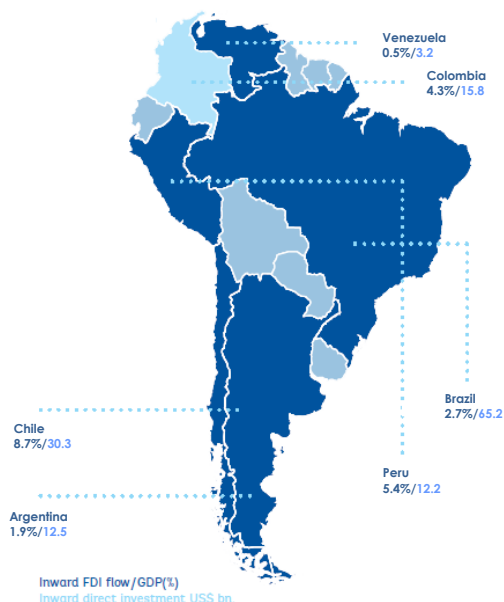 Venezuela
0.5%/3.2
Colombia
4.3%/15.8
Brazil
2.7%/65.2
Chile
8.7%/30.3
Peru
5.4%/12.2
Argentina
1.9%/12.5
Inward FDI flow/GDP(%)
Inward direct investment US$ bn